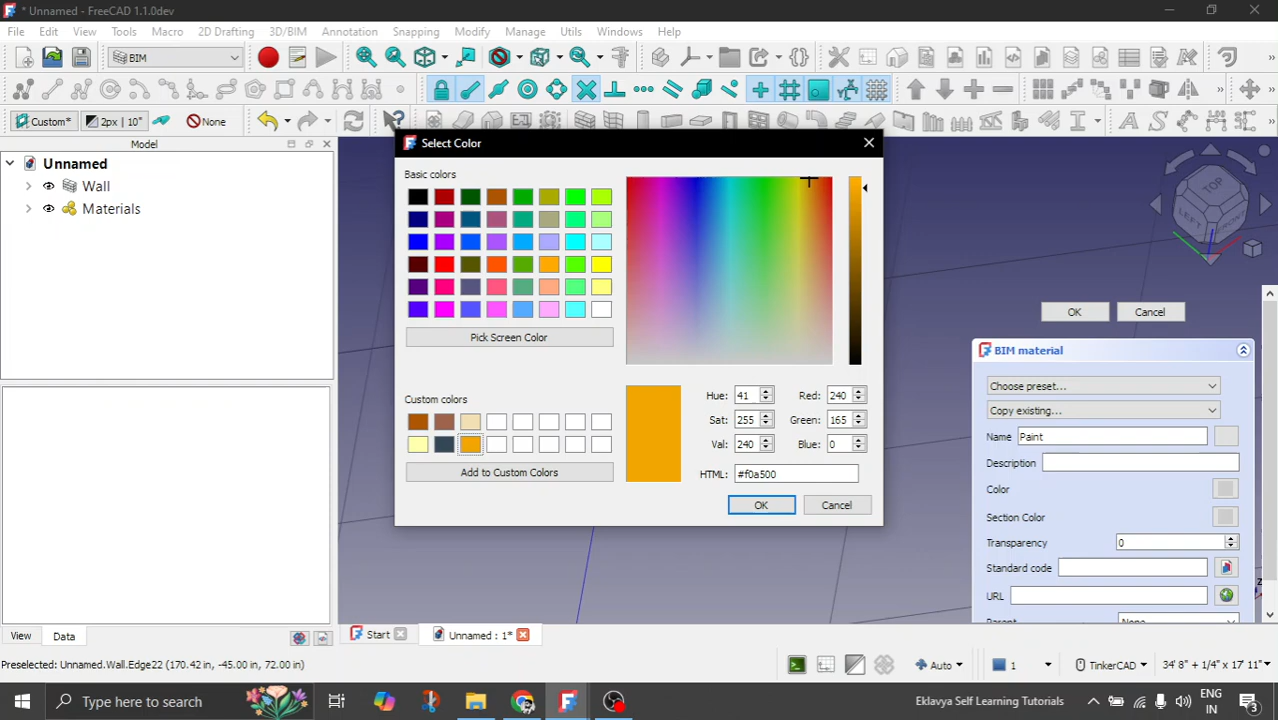 * Unnamed - FreeCAD 1.1.0dev
File Edit View Tools Macro 2D Drafting 3D/BIM Annotation Snapping Modify Manage Utils Windows Help
BIM
Custom* 2px | 10" None
Model
Unnamed
Wall
Materials
Select Color
Basic colors
Pick Screen Color
Custom colors
Add to Custom Colors
Hue: 41 Red: 240
Sat: 255 Green: 165
Val: 240 Blue: 0
HTML: #f0a500
OK Cancel
TOP
LEFT FRONT
OK Cancel
BIM material
Choose preset...
Copy existing...
Name Paint
Description
Color
Section Color
Transparency 0
Standard code
URL
Parent None
View Data
Start Unnamed : 1*
Preselected: Unnamed.Wall.Edge22 (170.42 in, -45.00 in, 72.00 in)
Auto 1 TinkerCAD 34' 8" + 1/4" x 17' 11"
Type here to search
Eklavya Self Learning Tutorials
ENG
IN
3